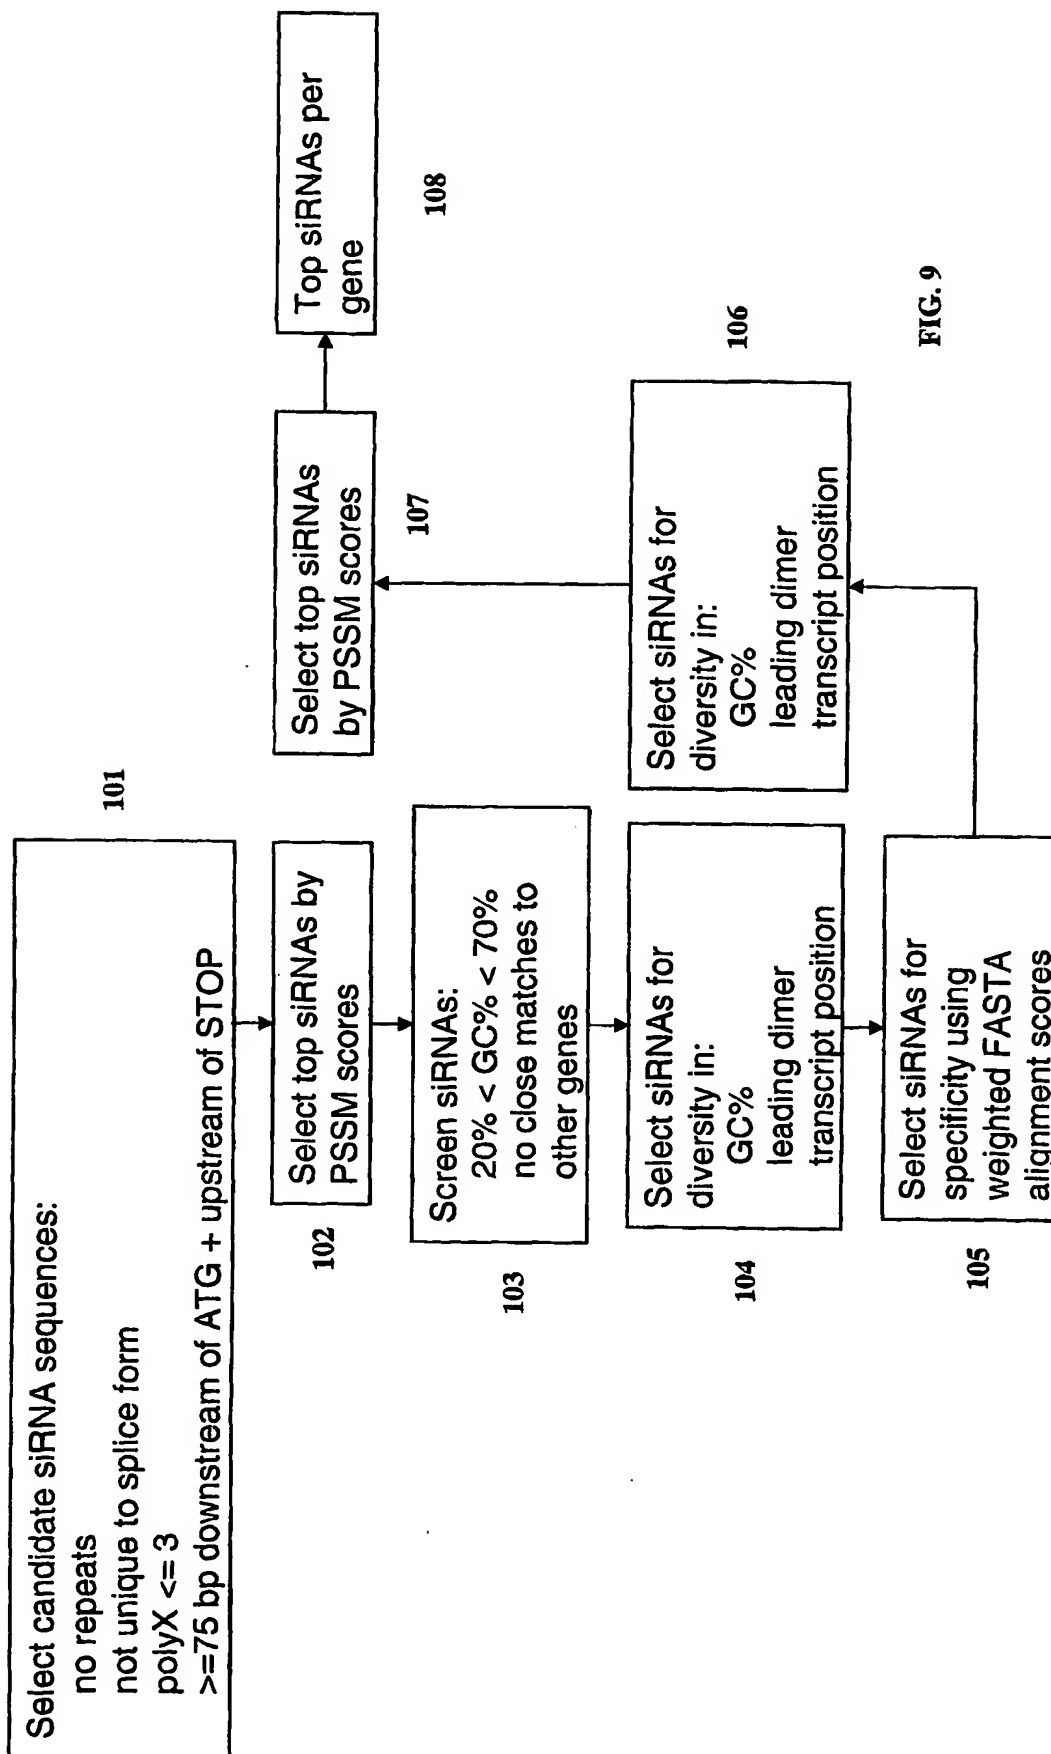 Select candidate siRNA sequences:
no repeats
not unique to splice form
polyX <= 3
>=75 bp downstream of ATG + upstream of STOP
101
Select top siRNAs by
PSSM scores
102
Screen siRNAs:
20% < GC% < 70%
no close matches to
other genes
103
Select siRNAs for
diversity in:
GC%
leading dimer
transcript position
104
Select siRNAs for
specificity using
weighted FASTA
alignment scores
105
Select siRNAs for
diversity in:
GC%
leading dimer
transcript position
106
Select top siRNAs
by PSSM scores
107
Top siRNAs per
gene
108
FIG. 9